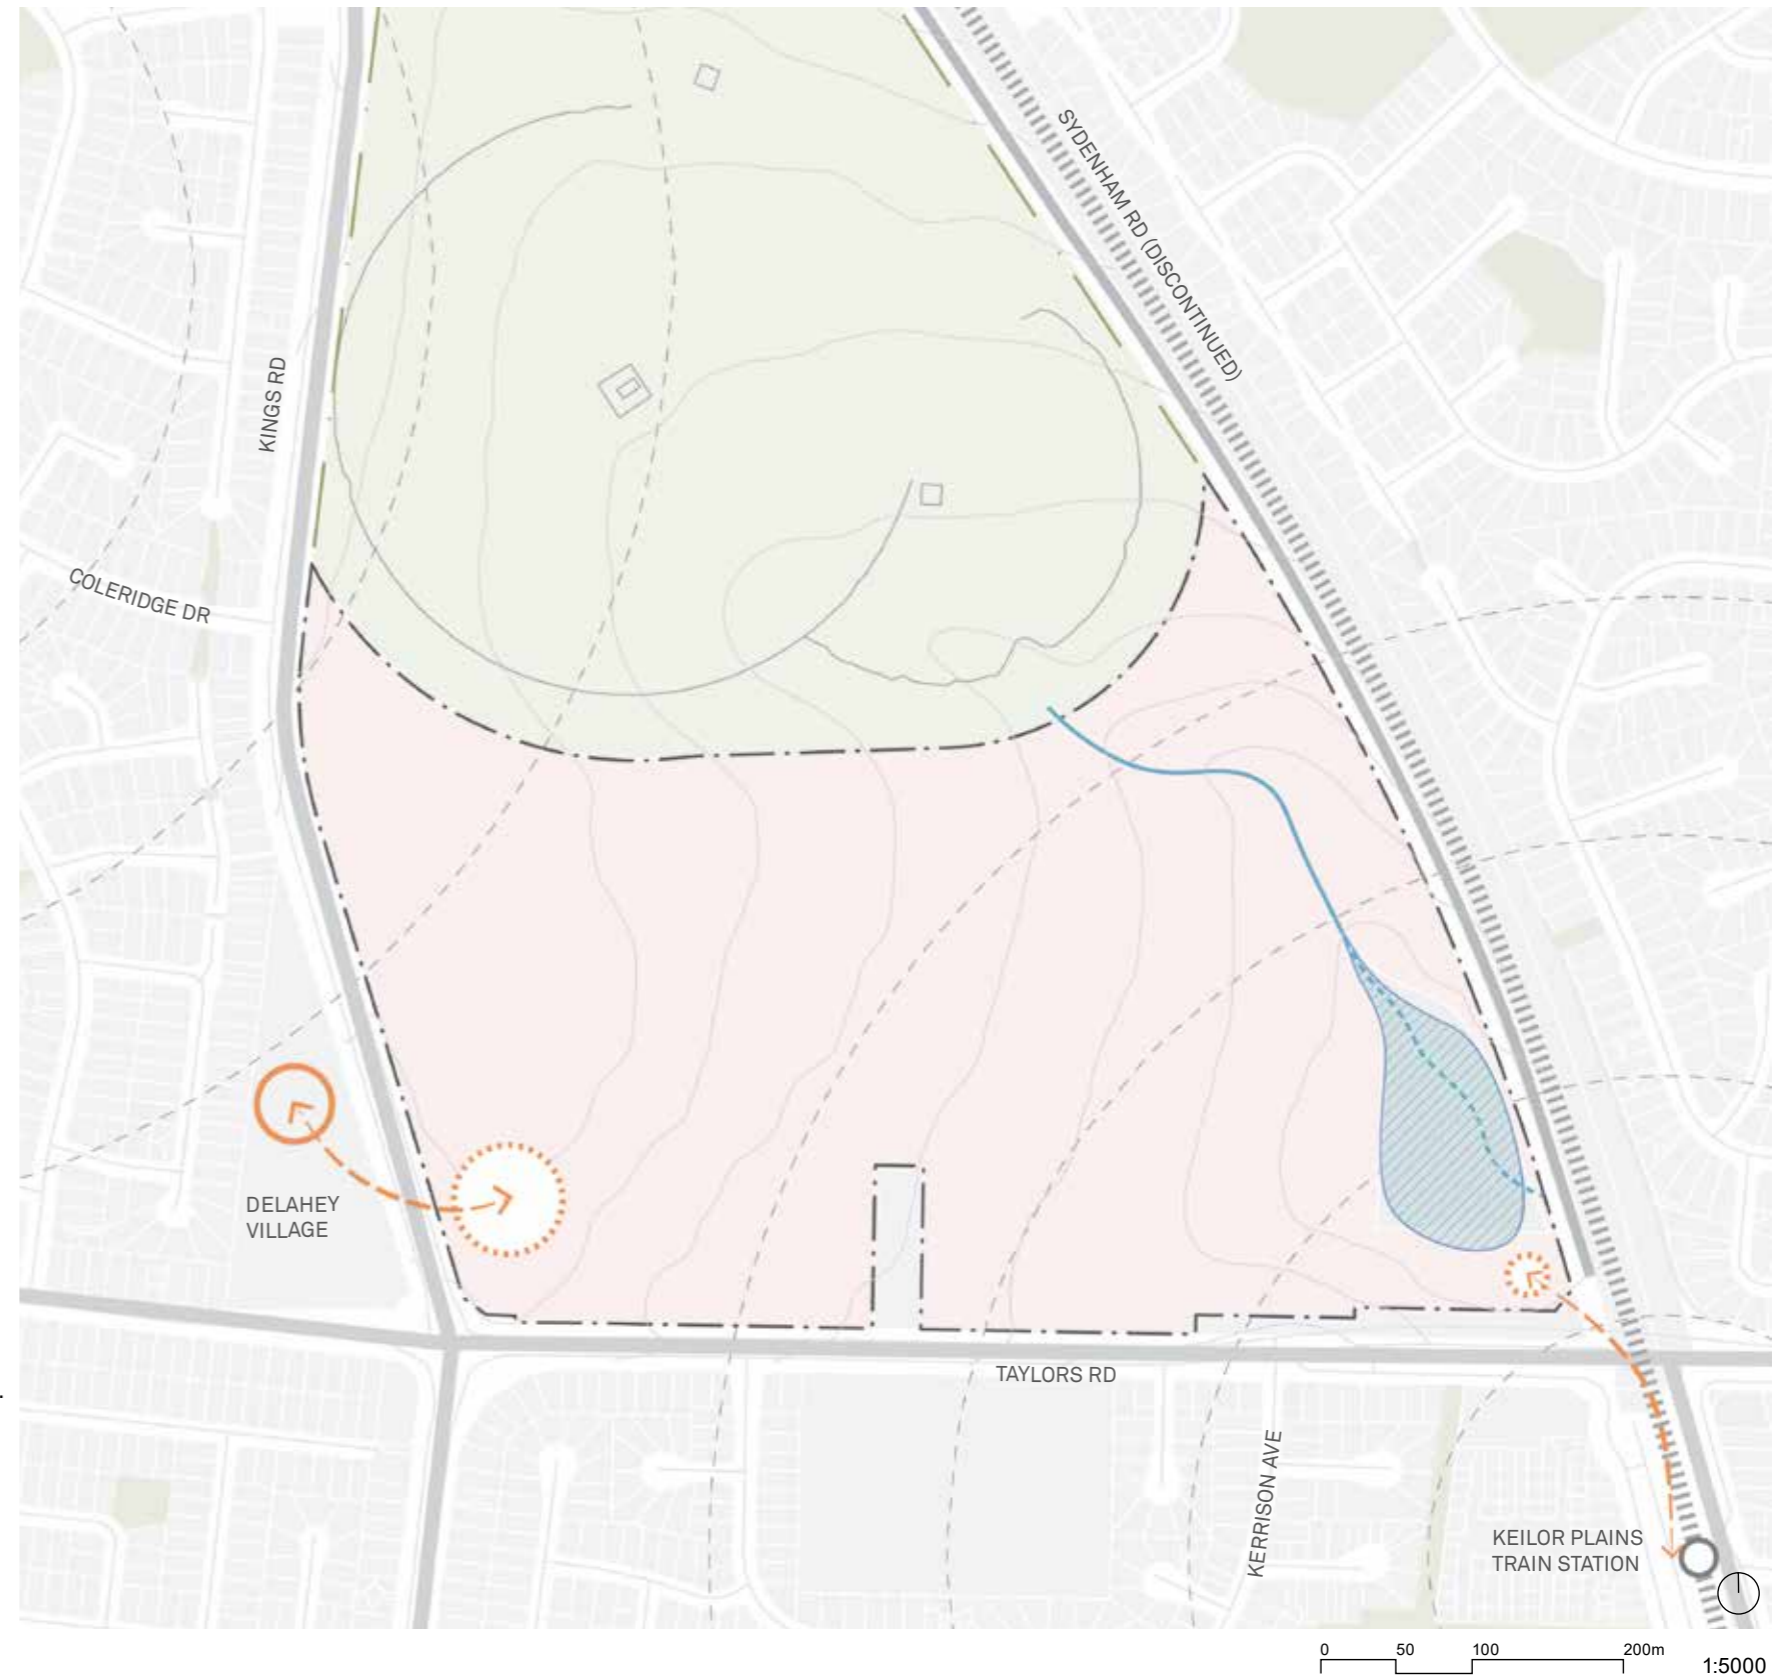 SYDENHAM RD (DISCONTINUED)
KINGS RD
COLERIDGE DR
DELAHEY
VILLAGE
TAYLORS RD
KERRISON AVE
KEILOR PLAINS
TRAIN STATION
0 50 100 200m
1:5000